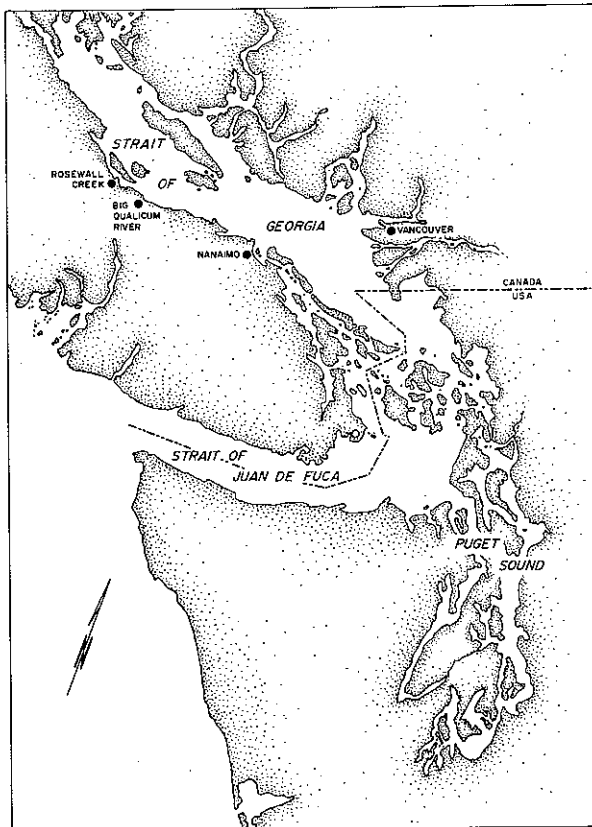 STRAIT
OF
GEORGIA
ROSEWALL
CREEK
BIG
QUALICUM
RIVER
NANAIMO
VANCOUVER
CANADA
USA
STRAIT OF
JUAN DE FUCA
PUGET
SOUND